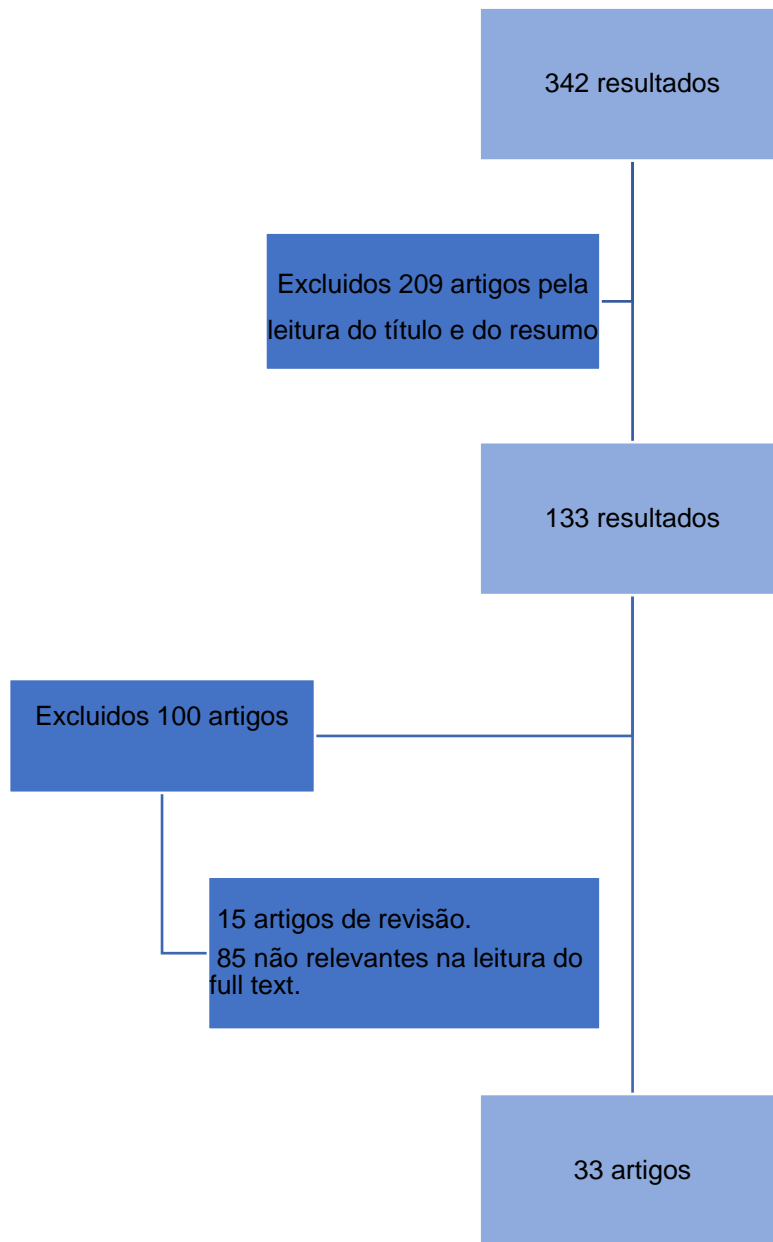 342 resultados
Excluidos 209 artigos pela
leitura do título e do resumo
133 resultados
Excluidos 100 artigos
15 artigos de revisão.
85 não relevantes na leitura do
full text.
33 artigos